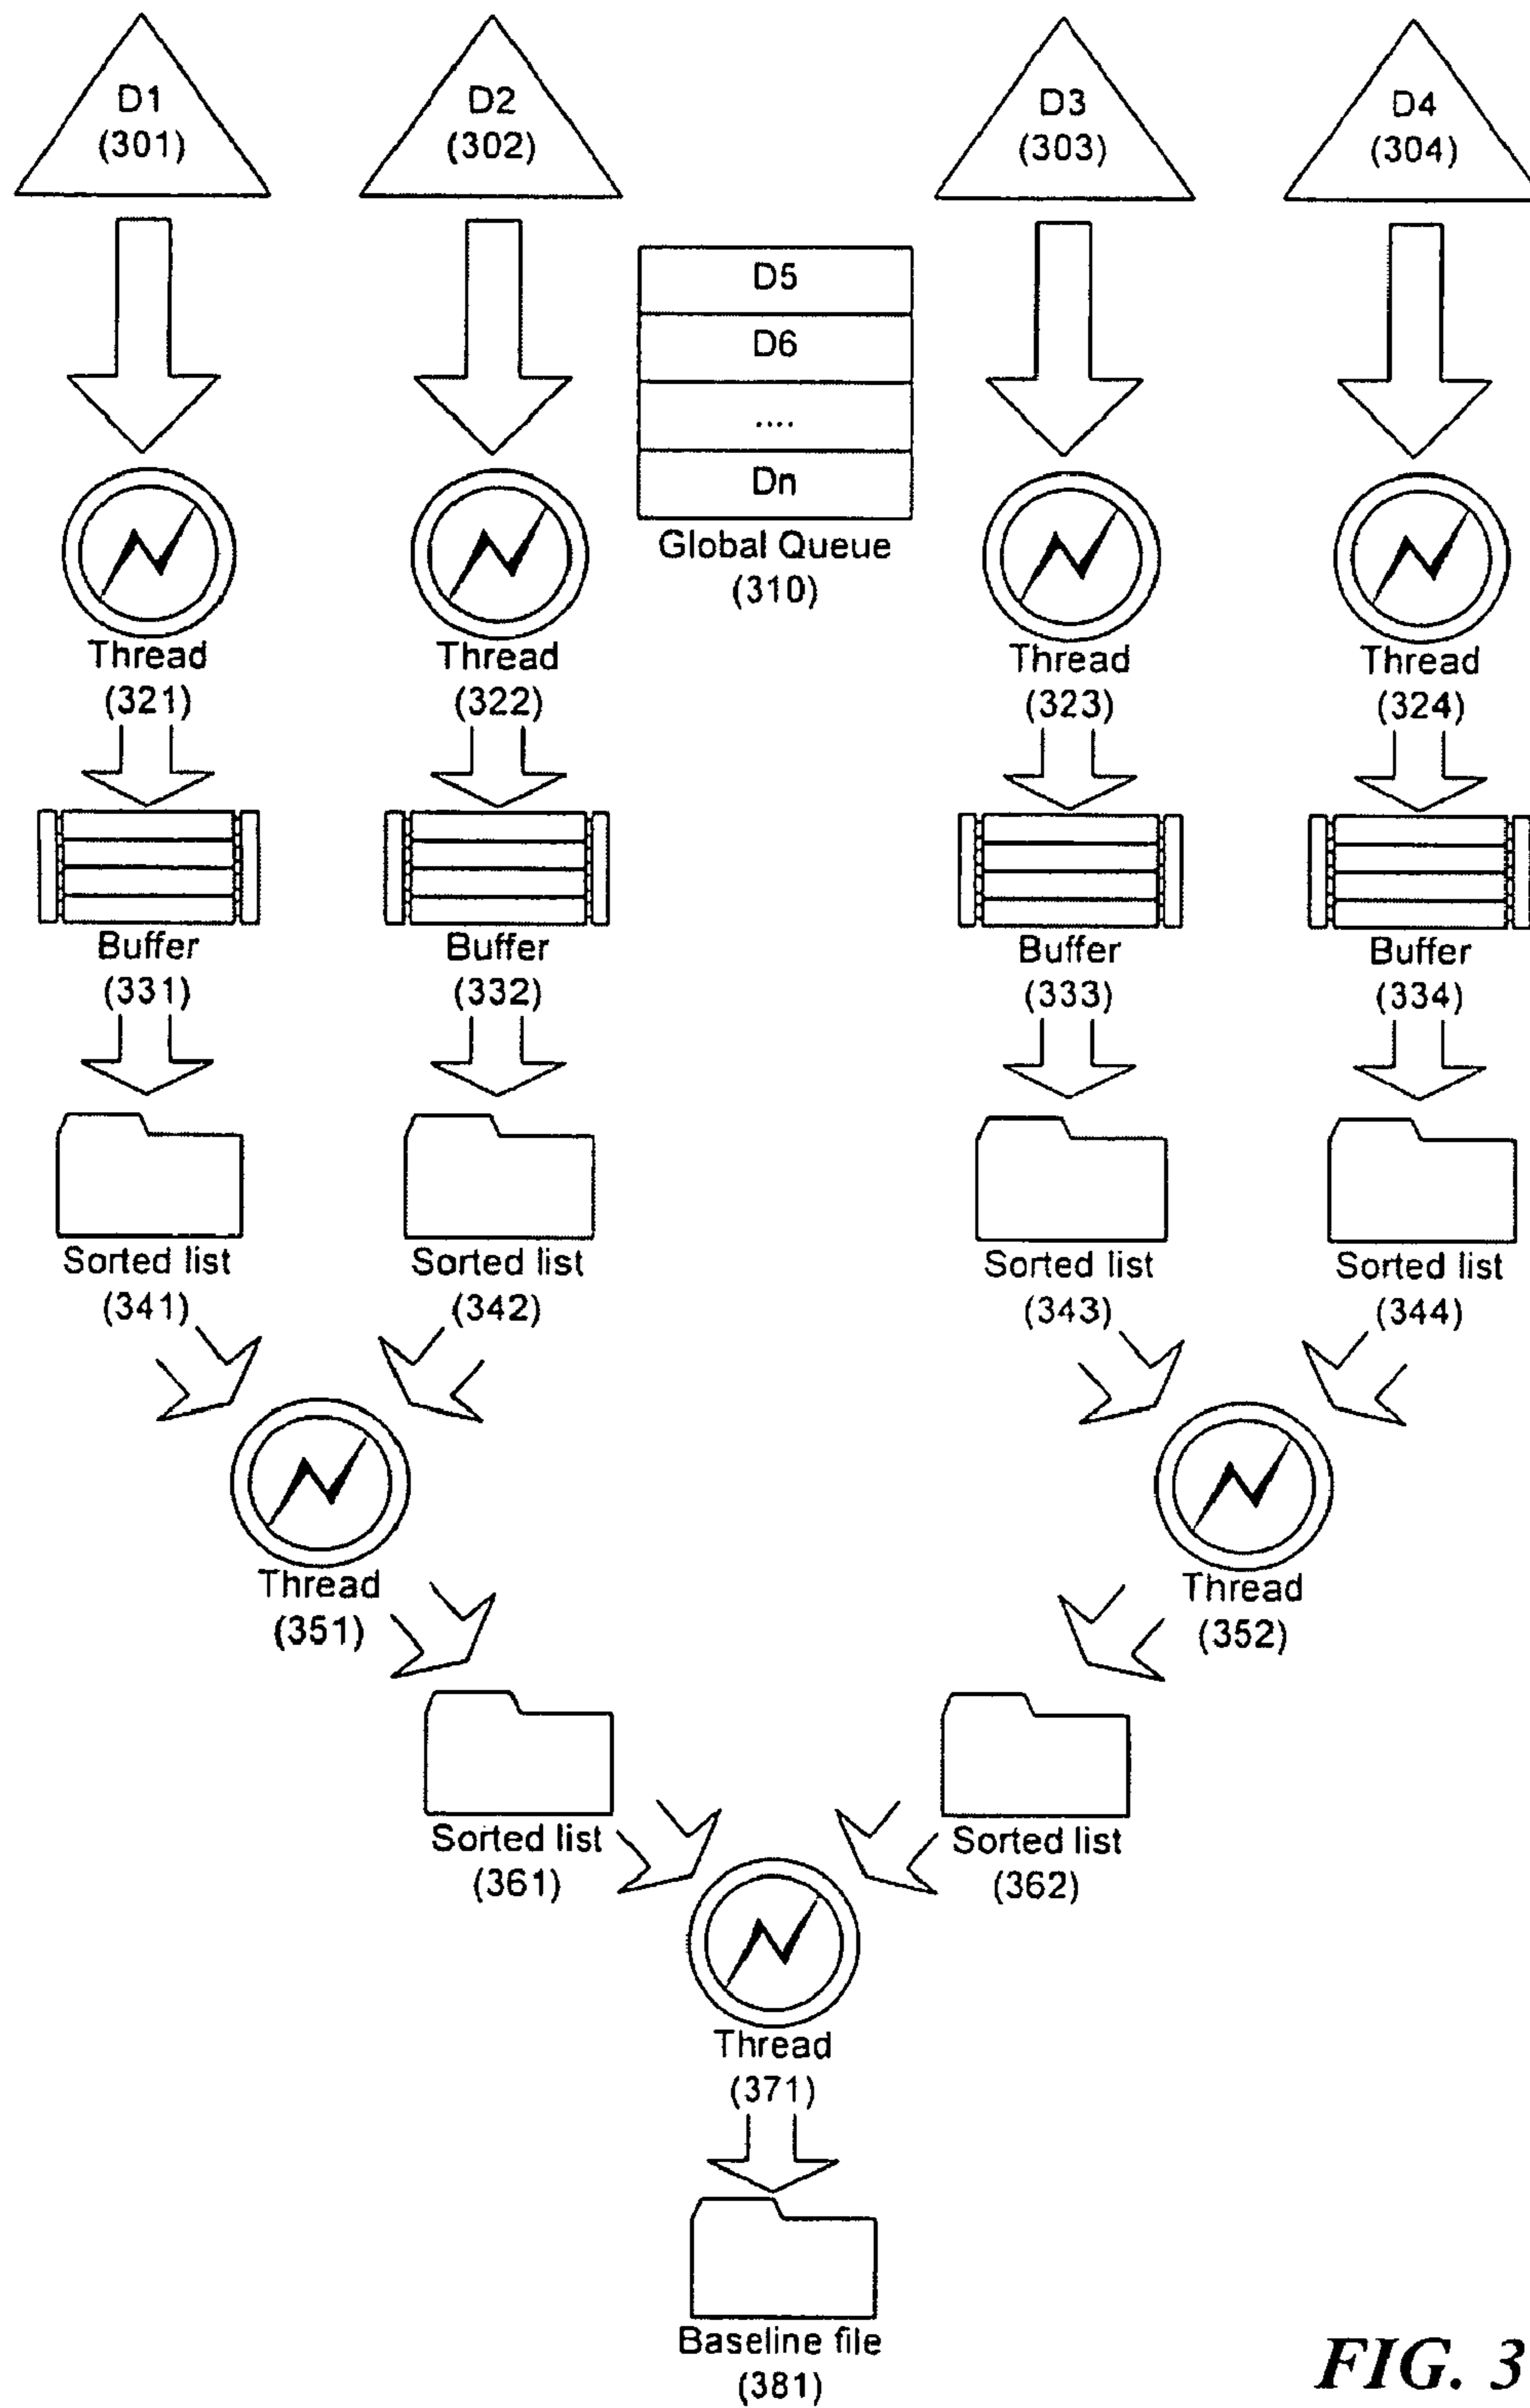 D1
(301)
D2
(302)
D3
(303)
D4
(304)
D5
D6
....
Dn
Global Queue
(310)
Thread
(321)
Thread
(322)
Thread
(323)
Thread
(324)
Buffer
(331)
Buffer
(332)
Buffer
(333)
Buffer
(334)
Sorted list
(341)
Sorted list
(342)
Sorted list
(343)
Sorted list
(344)
Thread
(351)
Thread
(352)
Sorted list
(361)
Sorted list
(362)
Thread
(371)
Baseline file
(381)
FIG. 3